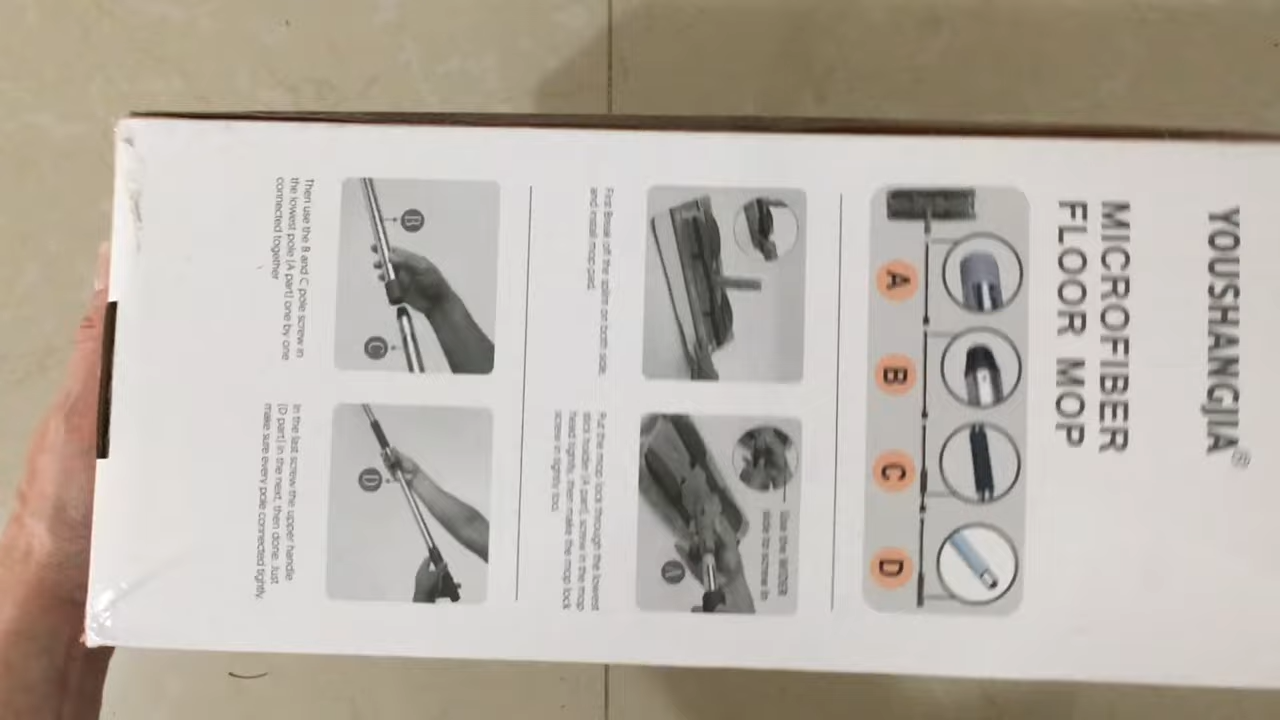 YOUSHANGJIA®
MICROFIBER
FLOOR MOP
A
B
C
D
First Break off the splint on both side,
and install mop pad.
Use the WIDER
side to screw in
A
Put the mop lock through the lowest
stick holder (A part), screw in the mop
head tightly, then make the mop lock
screw in tightly too.
B
C
Then use the B and C pole screw in
the lowest pole (A part) one by one
connected together
D
In the last screw the upper handle
(D part) in the next, then done. Just
make sure every pole connected tightly.